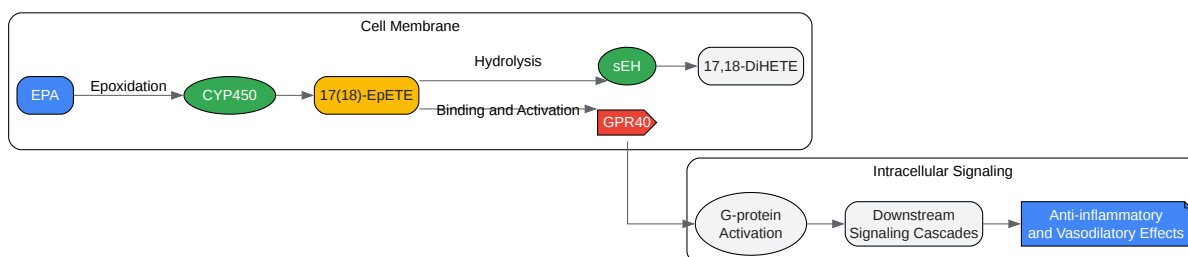 Cell Membrane
EPA
Epoxidation
CYP450
17(18)-EpETE
Hydrolysis
sEH
17,18-DiHETE
Binding and Activation
GPR40
Intracellular Signaling
G-protein
Activation
Downstream
Signaling Cascades
Anti-inflammatory
and Vasodilatory Effects